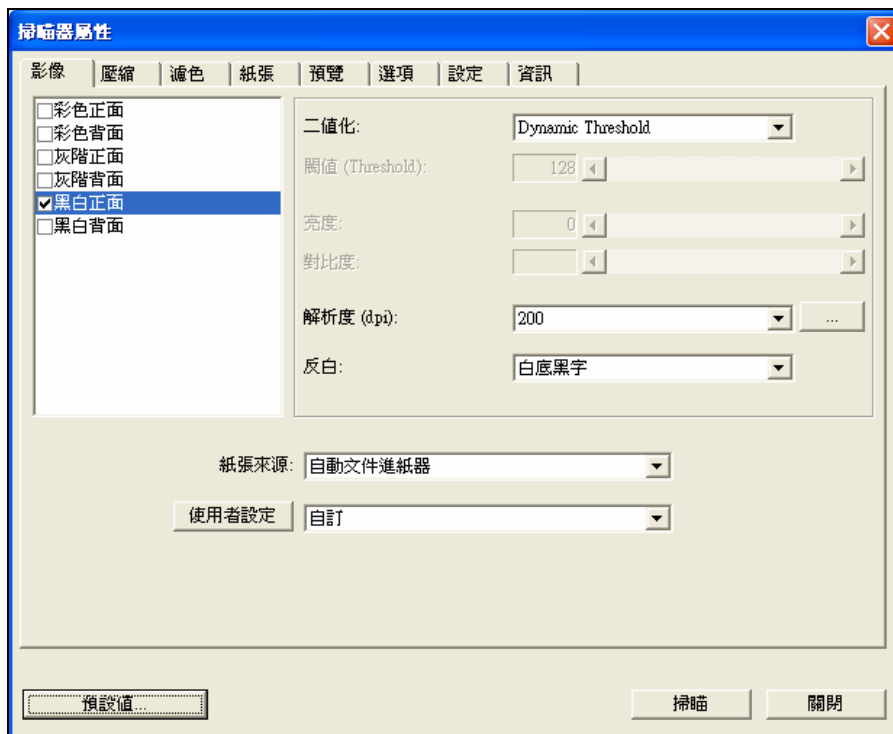 掃瞄器屬性
影像 壓縮 濾色 紙張 預覽 選項 設定 資訊
彩色正面
彩色背面
灰階正面
灰階背面
黑白正面
黑白背面
二值化: Dynamic Threshold
閥值 (Threshold): 128
亮度: 0
對比度:
解析度 (dpi): 200 ...
反白: 白底黑字
紙張來源: 自動文件進紙器
使用者設定 自訂
預設值... 掃瞄 關閉